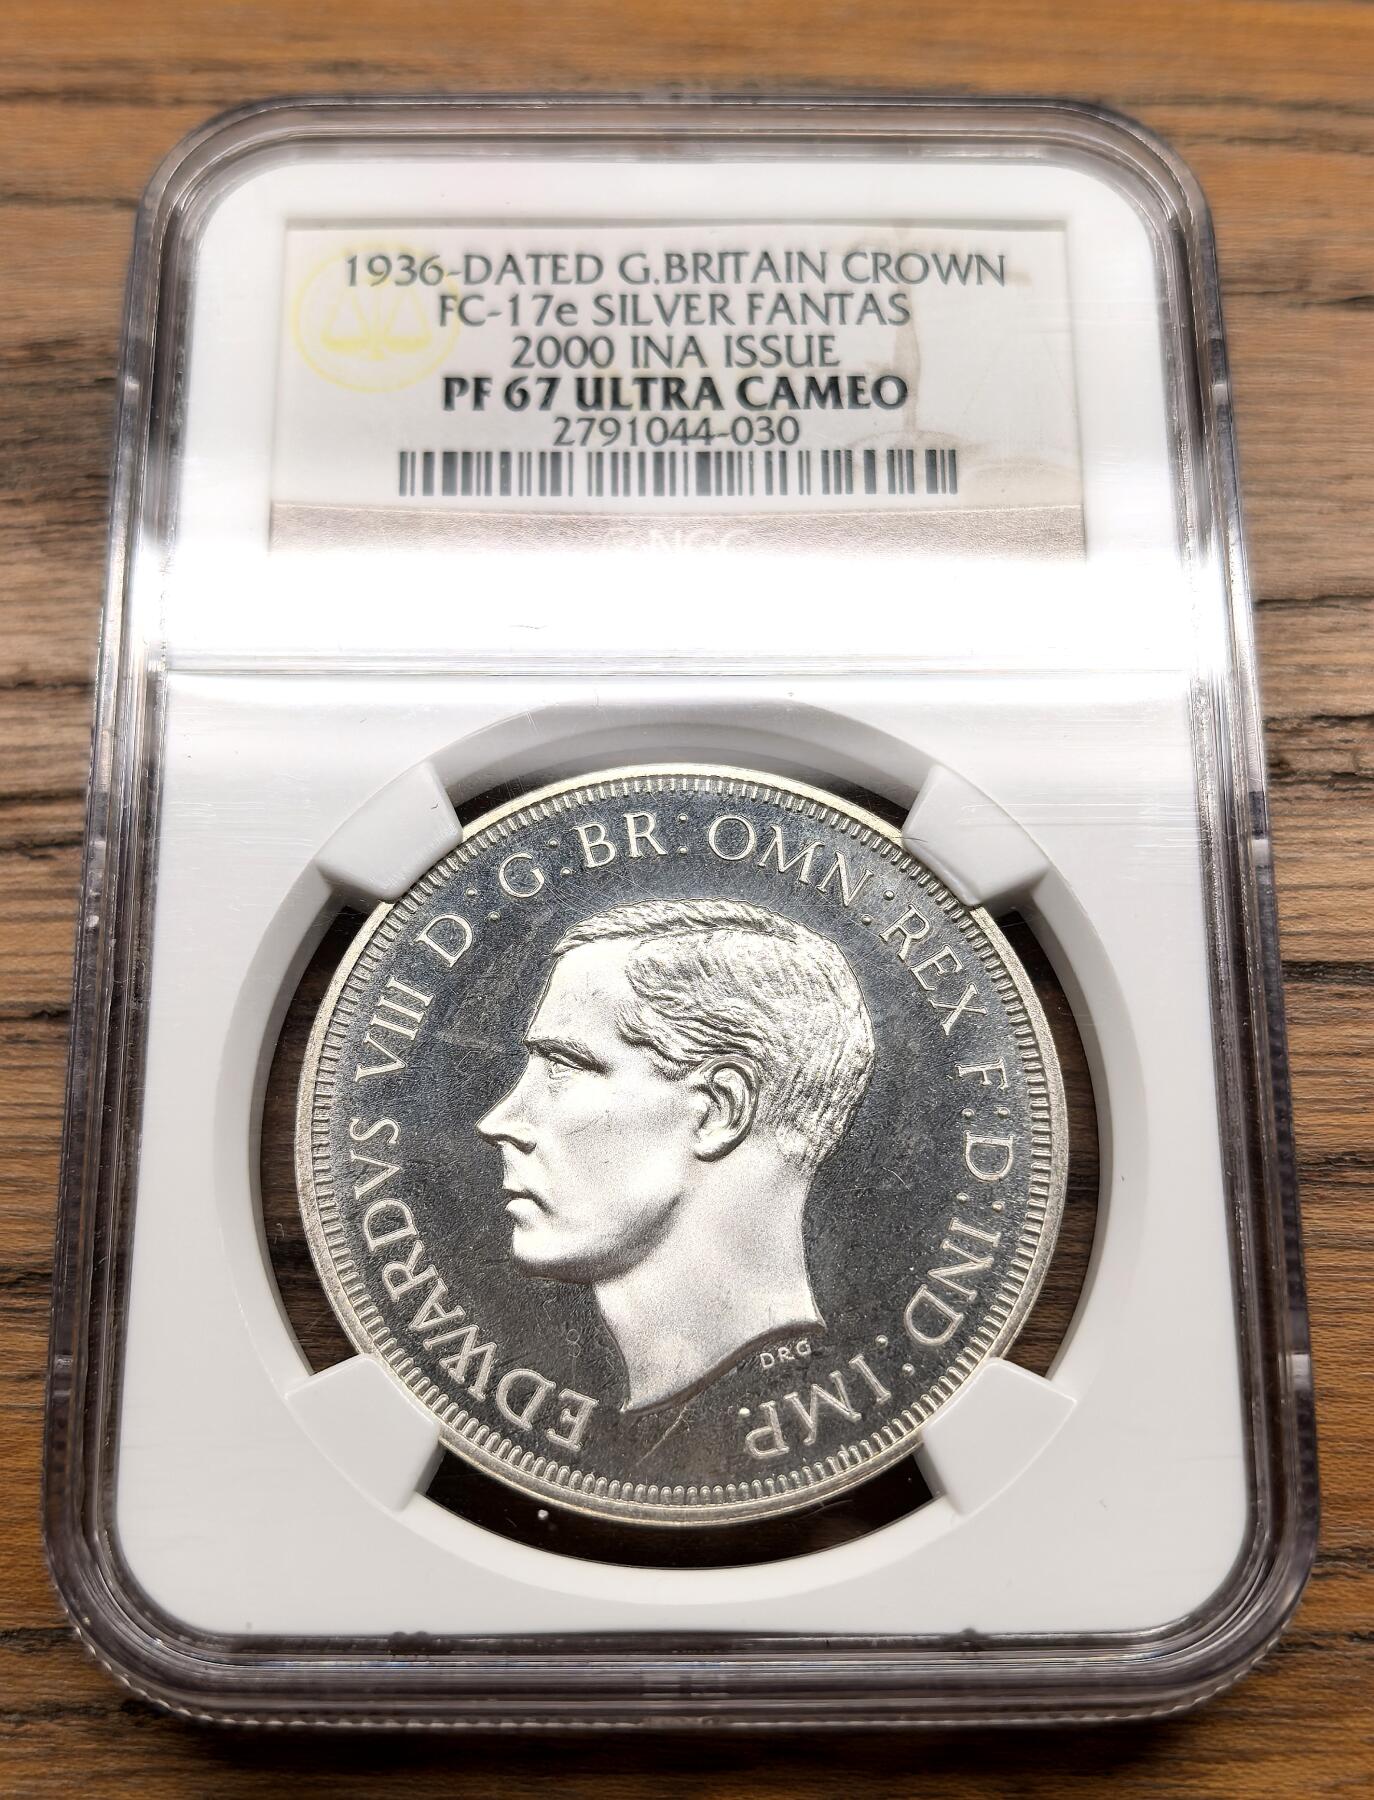 1936-DATED G.BRITAIN CROWN
FC-17e SILVER FANTAS
2000 INA ISSUE
PF 67 ULTRA CAMEO
2791044-030
NGC
EDWARDVS VIII D: G: BR: OMN: REX F: D: IND: IMP.
DRG